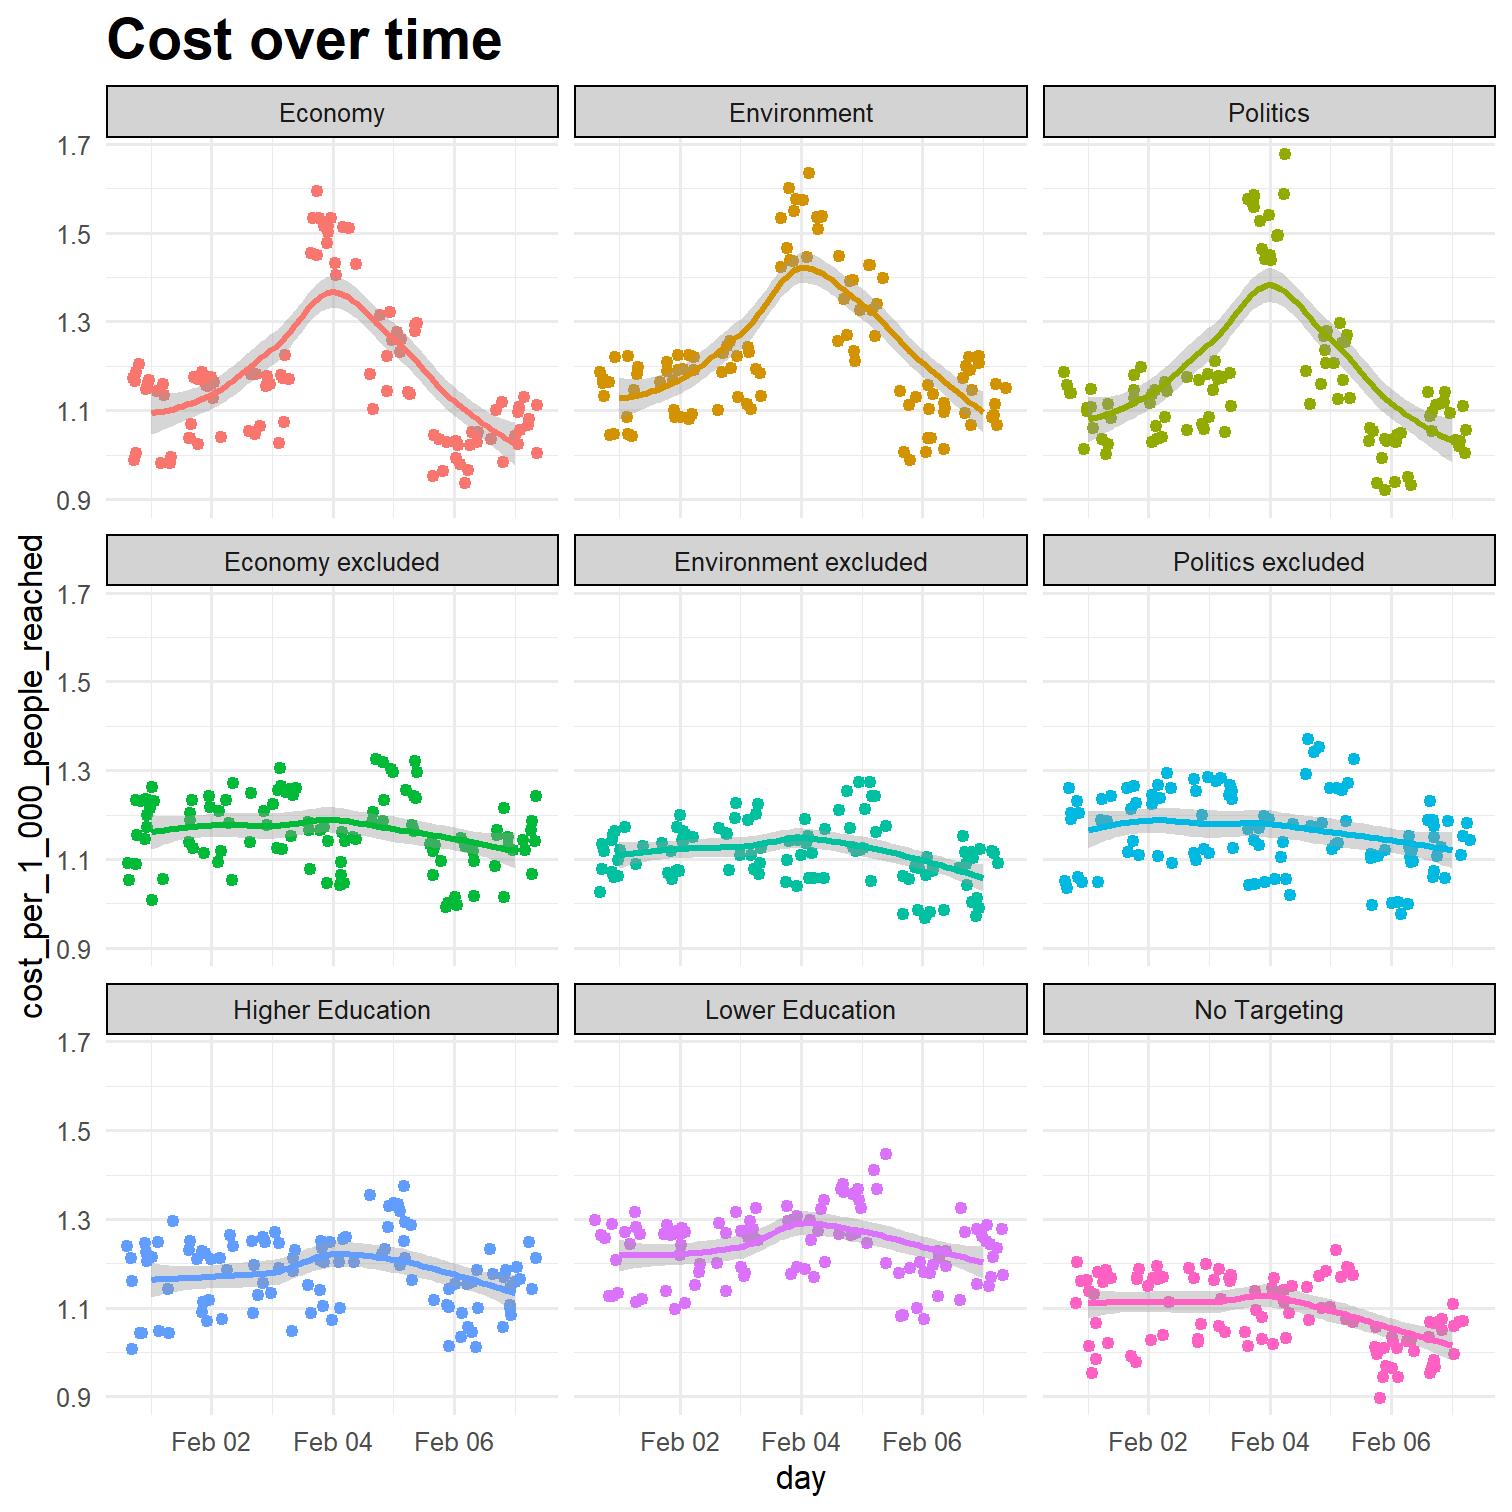 Cost over time
Economy
Environment
Politics
1.7
1.5
1.3
1.1
0.9
Economy excluded
Environment excluded
Politics excluded
1.7
1.5
1.3
1.1
0.9
cost_per_1_000_people_reached
Higher Education
Lower Education
No Targeting
1.7
1.5
1.3
1.1
0.9
Feb 02
Feb 04
Feb 06
Feb 02
Feb 04
Feb 06
Feb 02
Feb 04
Feb 06
day